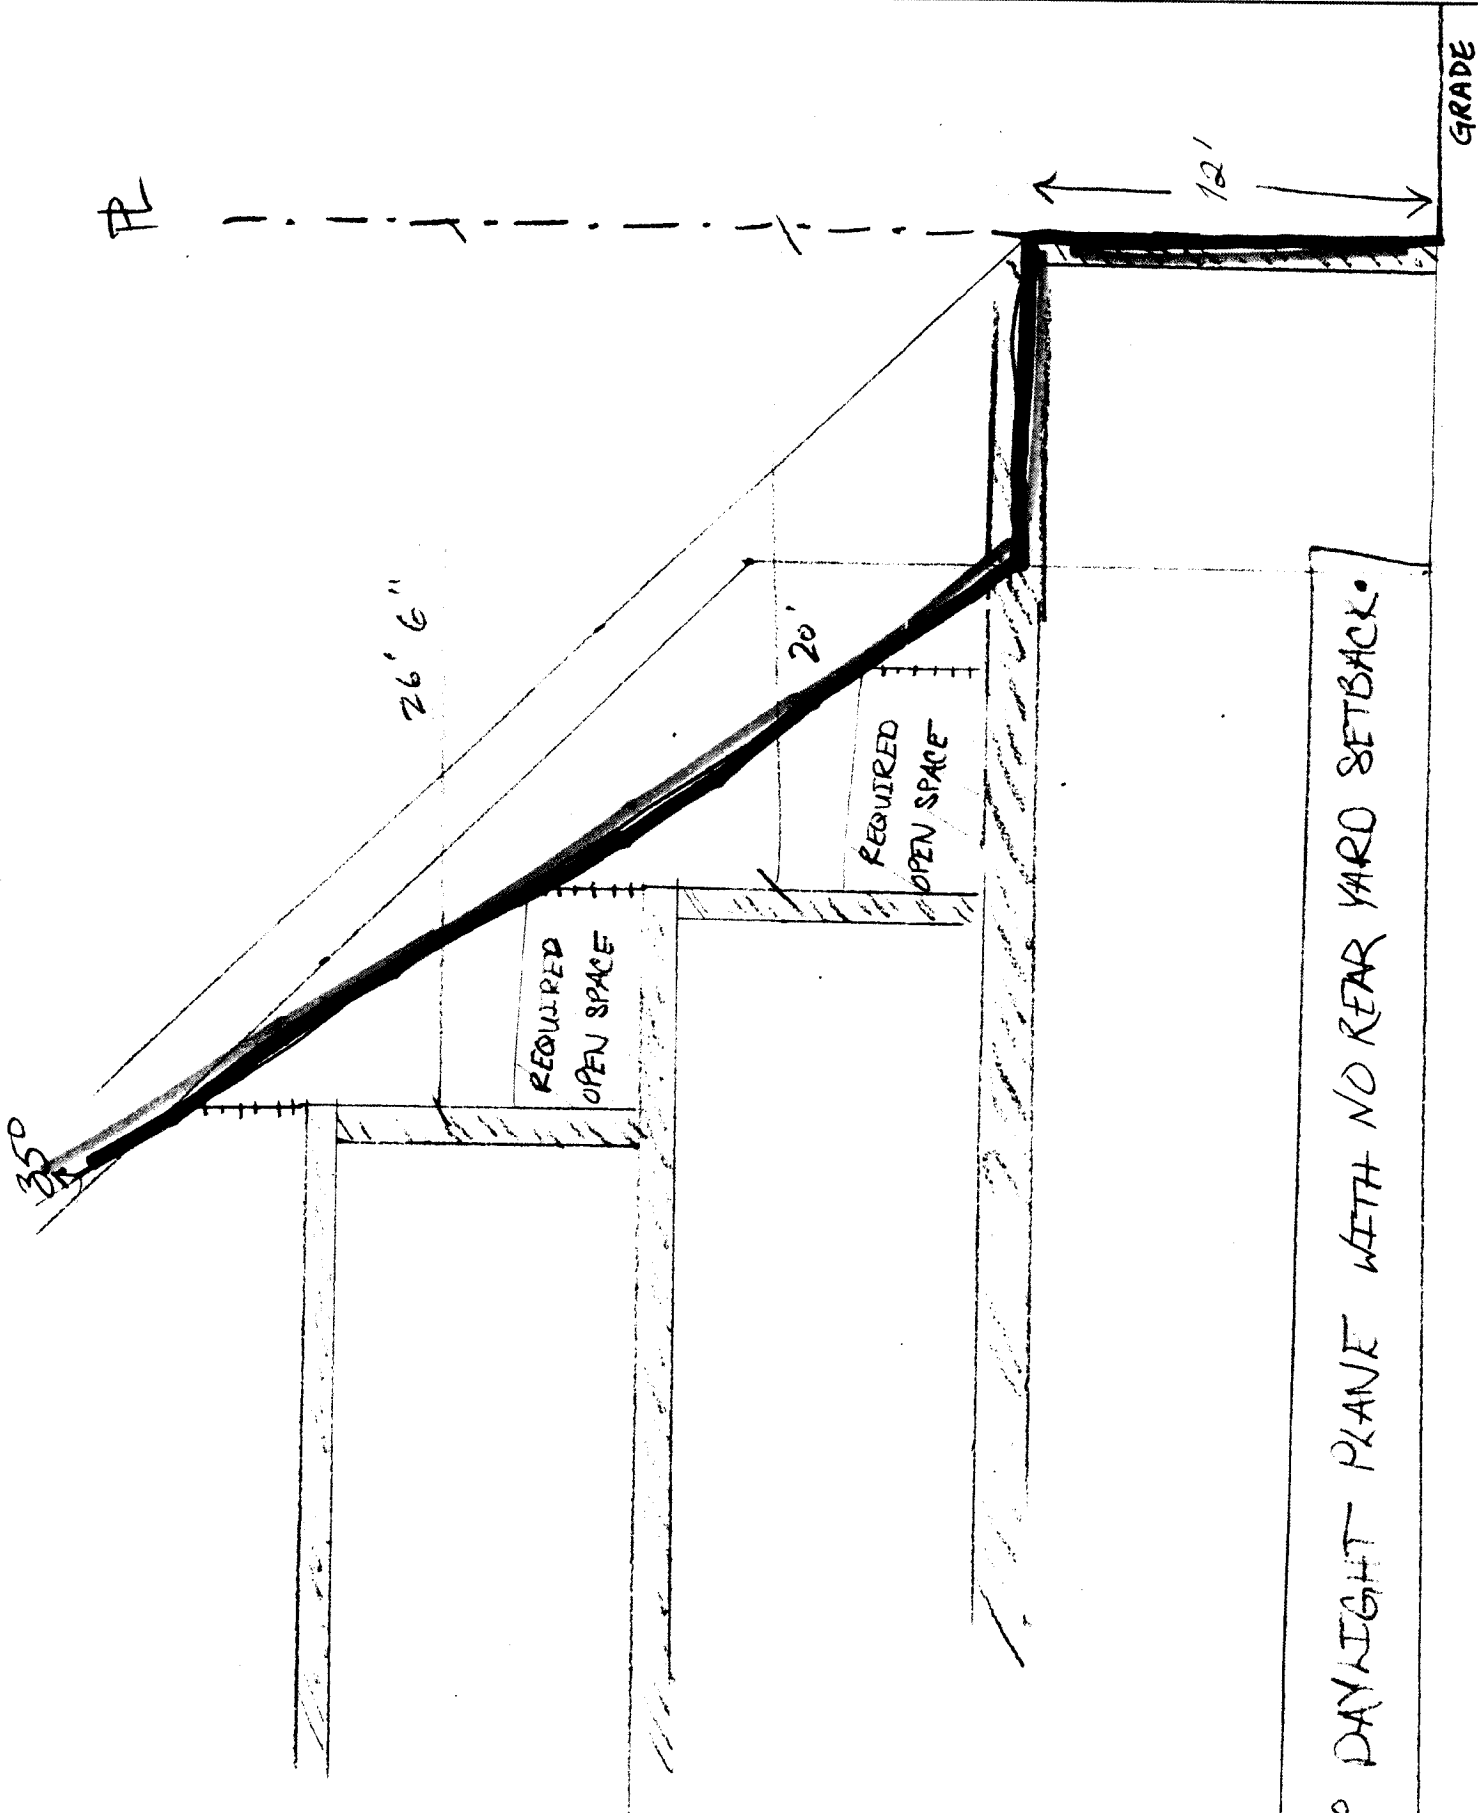 PL
26' 6"
20'
12'
REQUIRED
OPEN SPACE
REQUIRED
OPEN SPACE
35°
GRADE
° DAYLIGHT PLANE WITH NO REAR YARD SETBACK.